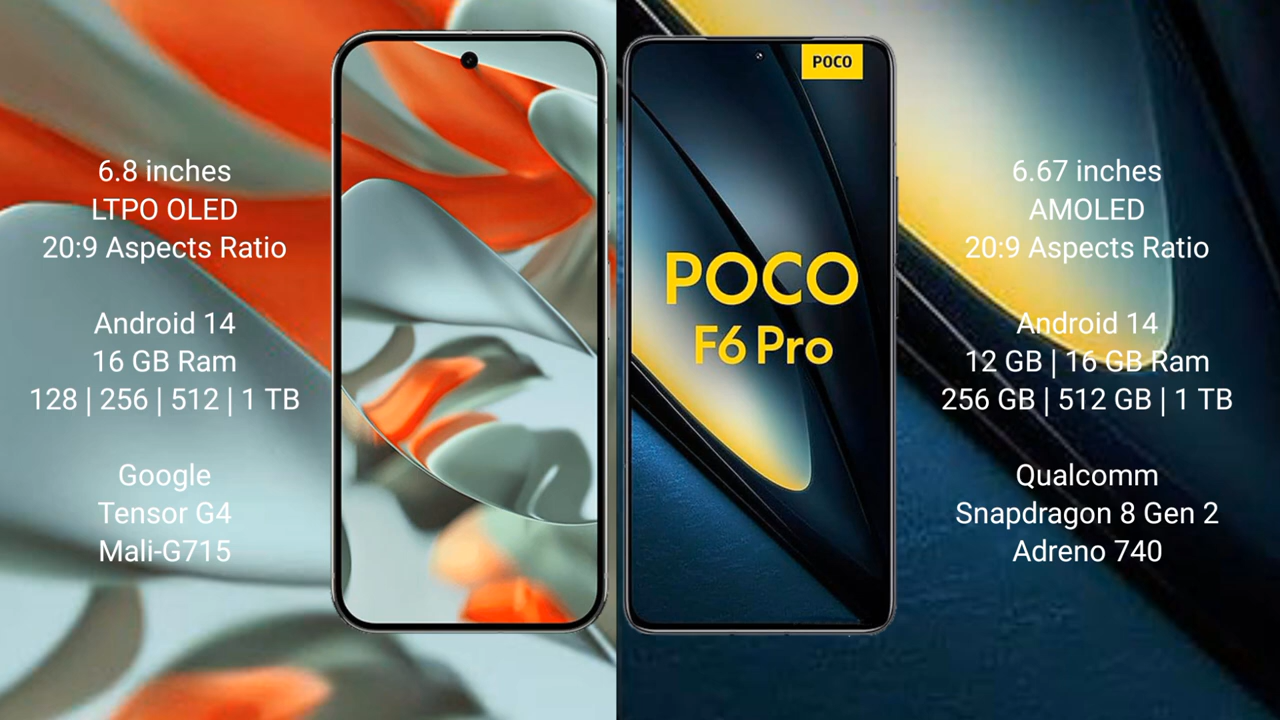 6.8 inches
LTPO OLED
20:9 Aspects Ratio
Android 14
16 GB Ram
128 | 256 | 512 | 1 TB
Google
Tensor G4
Mali-G715
POCO
POCO
F6 Pro
6.67 inches
AMOLED
20:9 Aspects Ratio
Android 14
12 GB | 16 GB Ram
256 GB | 512 GB | 1 TB
Qualcomm
Snapdragon 8 Gen 2
Adreno 740